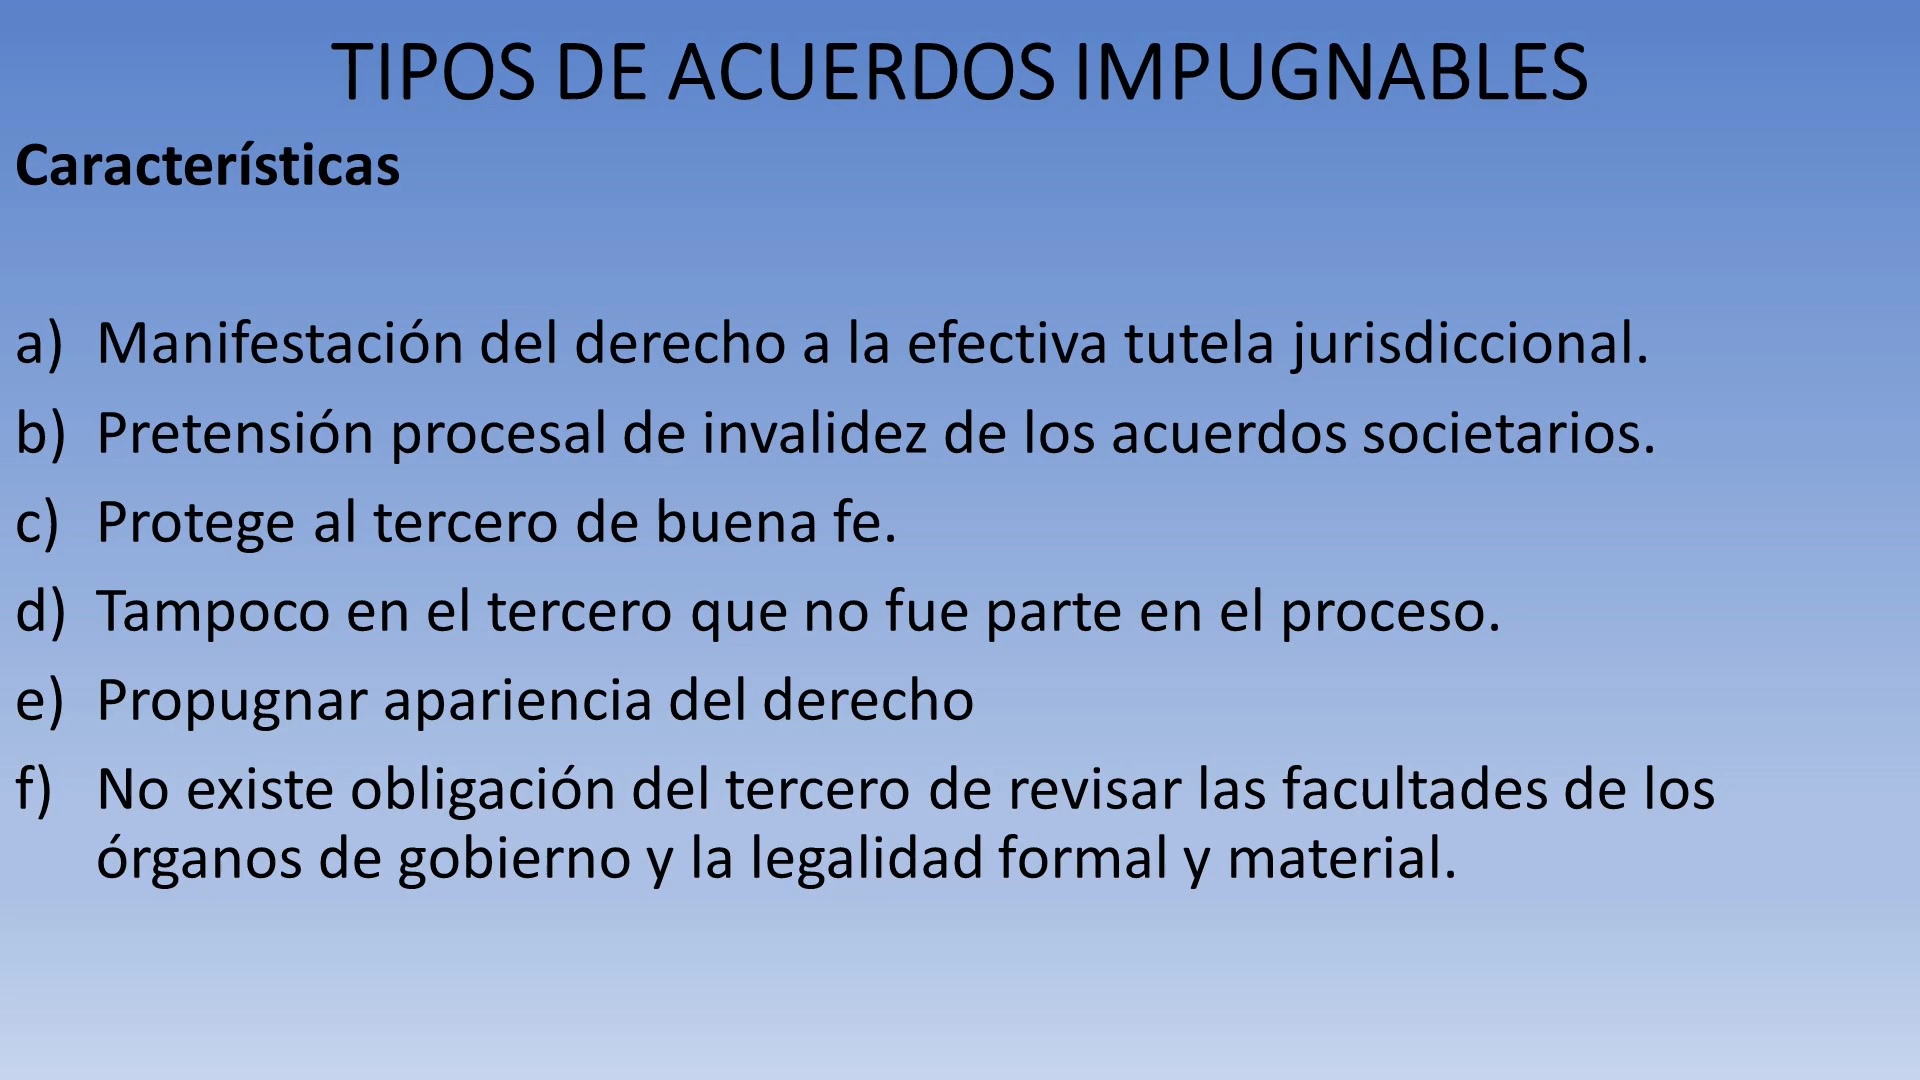 TIPOS DE ACUERDOS IMPUGNABLES
Características
a) Manifestación del derecho a la efectiva tutela jurisdiccional.
b) Pretensión procesal de invalidez de los acuerdos societarios.
c) Protege al tercero de buena fe.
d) Tampoco en el tercero que no fue parte en el proceso.
e) Propugnar apariencia del derecho
f) No existe obligación del tercero de revisar las facultades de los
órganos de gobierno y la legalidad formal y material.